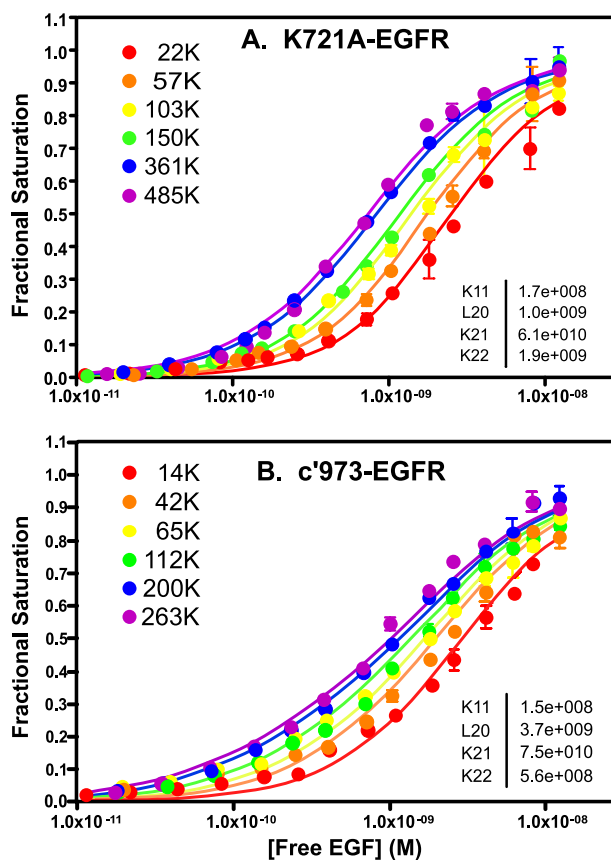 A. K721A-EGFR
22K
57K
103K
150K
361K
485K
Fractional Saturation
1.1
1.0
0.9
0.8
0.7
0.6
0.5
0.4
0.3
0.2
0.1
0.0
K11 1.7e+008
L20 1.0e+009
K21 6.1e+010
K22 1.9e+009
1.0x10-11 1.0x10-10 1.0x10-09 1.0x10-08
B. c'973-EGFR
14K
42K
65K
112K
200K
263K
Fractional Saturation
1.1
1.0
0.9
0.8
0.7
0.6
0.5
0.4
0.3
0.2
0.1
0.0
K11 1.5e+008
L20 3.7e+009
K21 7.5e+010
K22 5.6e+008
1.0x10-11 1.0x10-10 1.0x10-09 1.0x10-08
[Free EGF] (M)